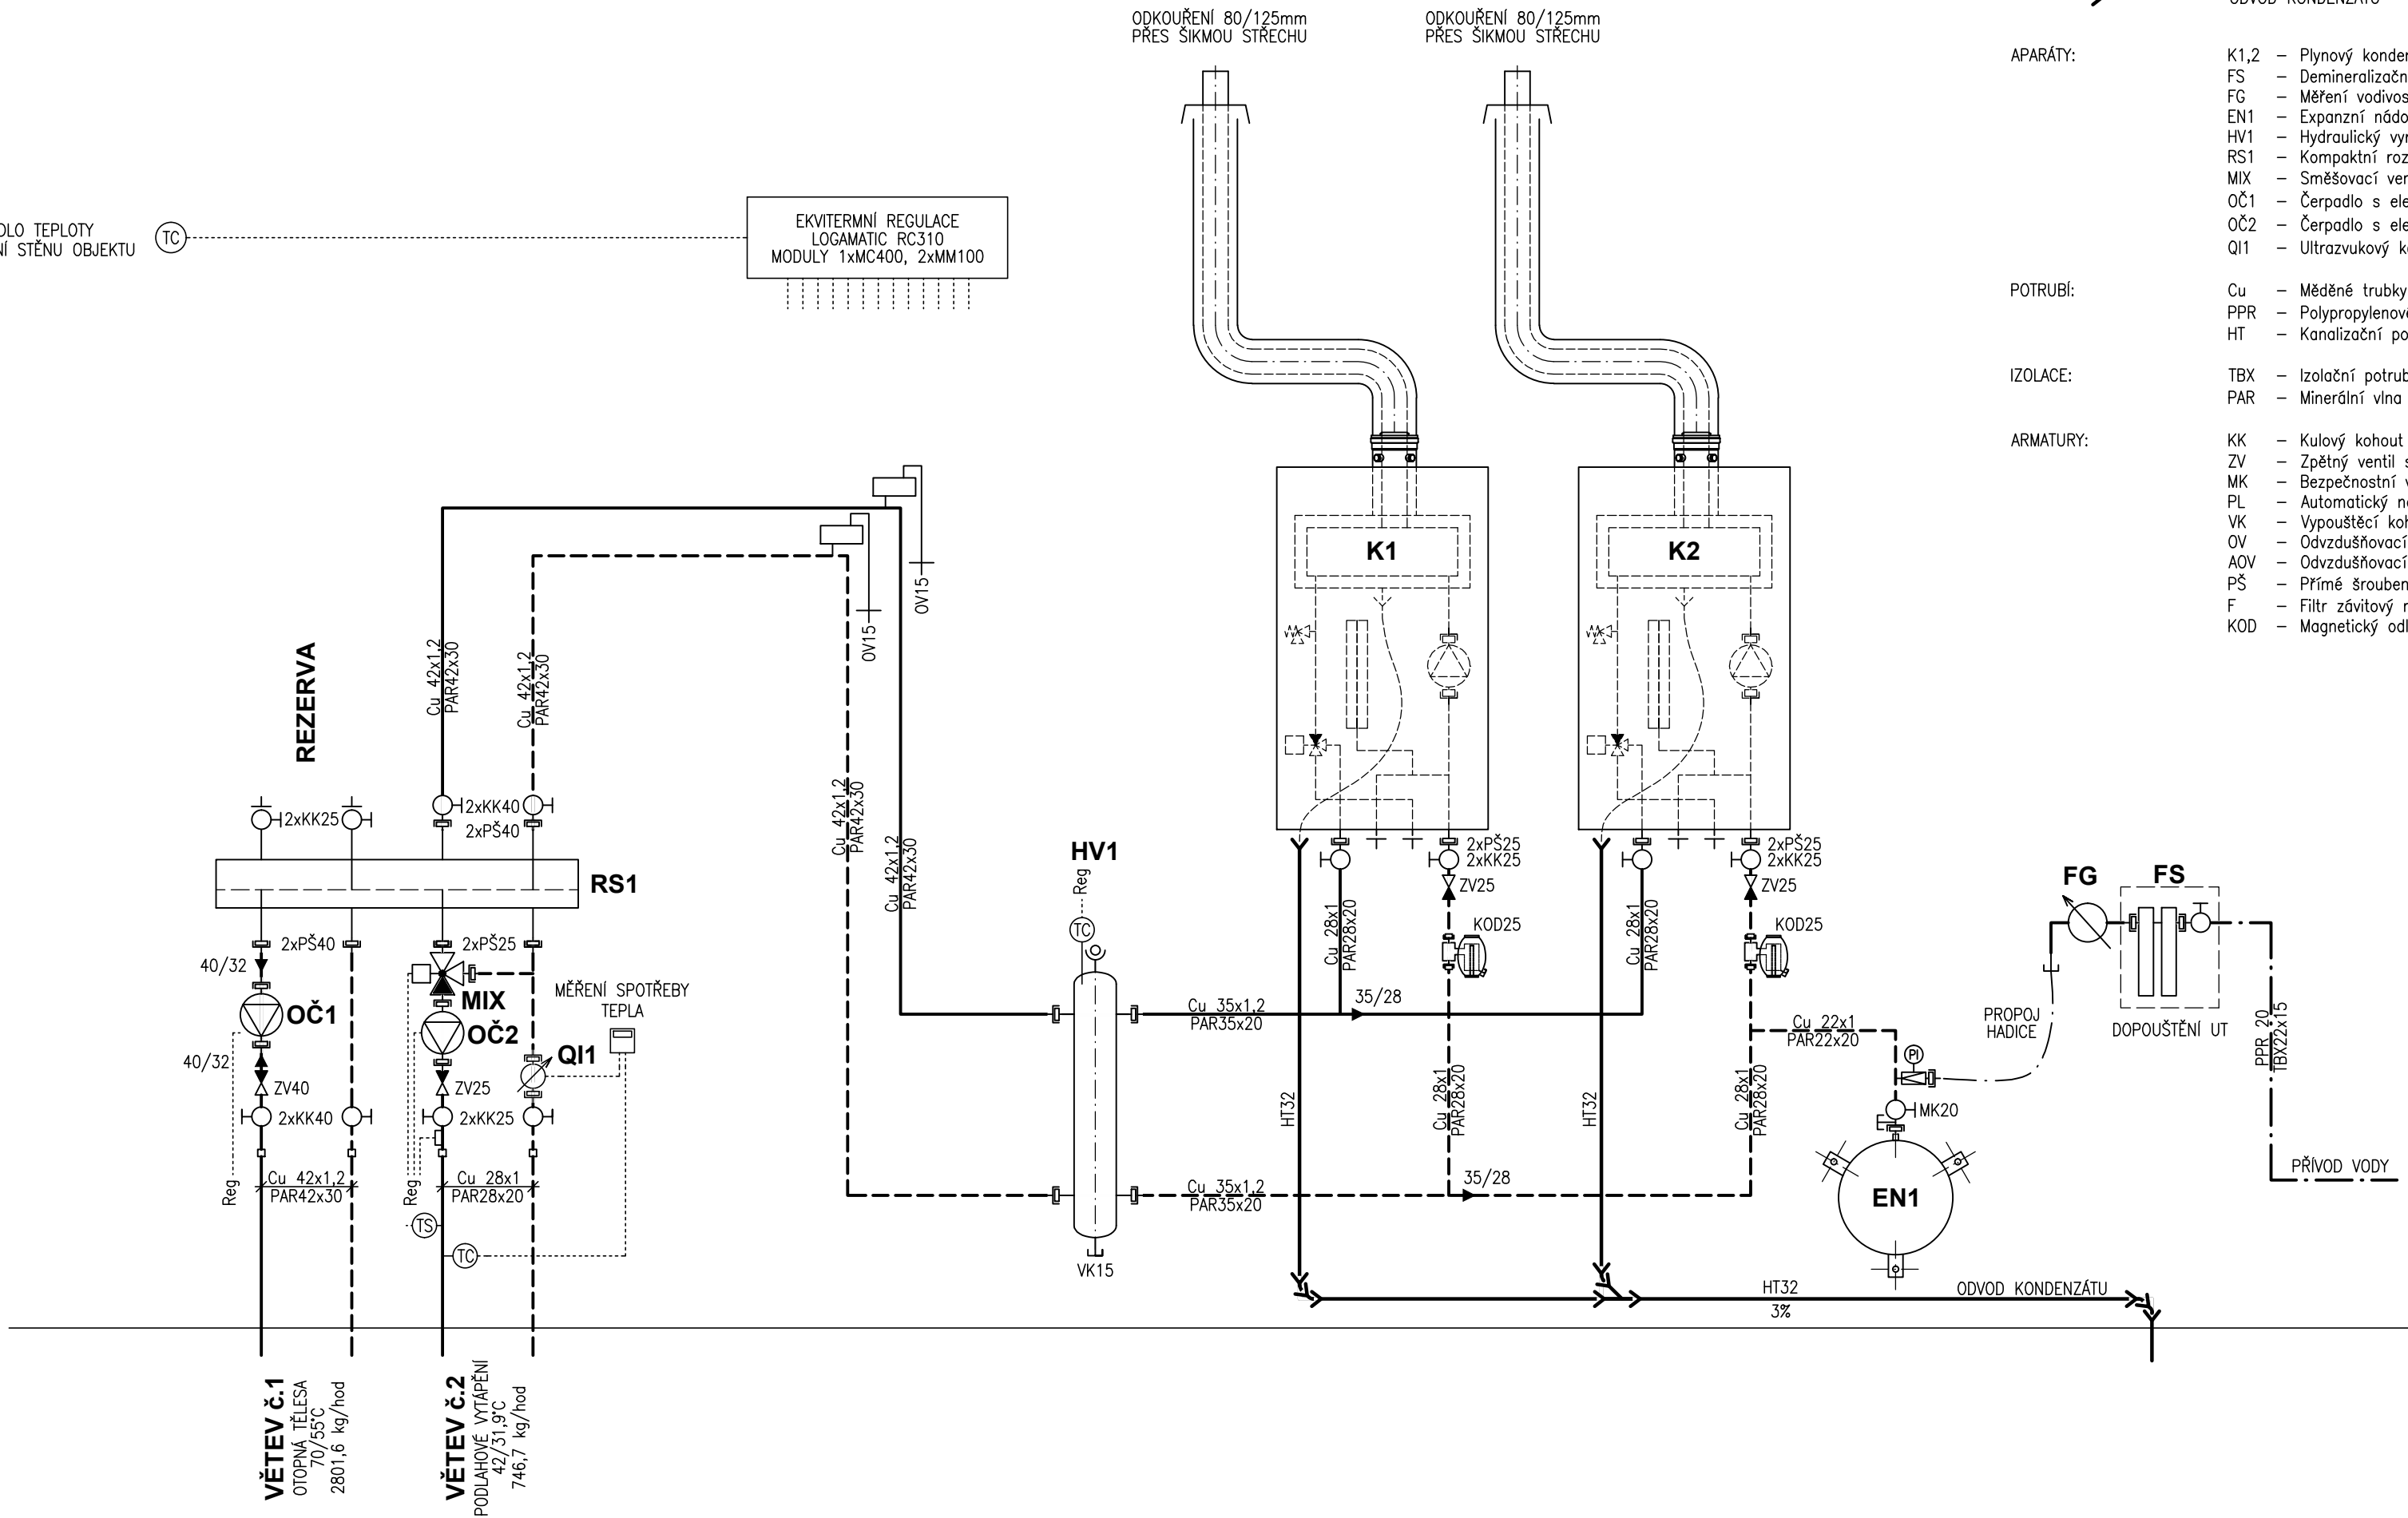 ODKOUŘENÍ 80/125mm
PŘES ŠIKMOU STŘECHU
ODKOUŘENÍ 80/125mm
PŘES ŠIKMOU STŘECHU
TEPLOTY
STĚNU OBJEKTU
TC
EKVITERMNÍ REGULACE
LOGAMATIC RC310
MODULY 1xMC400, 2xMM100
APARÁTY:
K1,2 – Plynový konden
FS – Demineralizačn
FG – Měření vodivos
EN1 – Expanzní nádo
HV1 – Hydraulický vyr
RS1 – Kompaktní roz
MIX – Směšovací ven
OČ1 – Čerpadlo s ele
OČ2 – Čerpadlo s ele
QI1 – Ultrazvukový k
POTRUBÍ:
Cu – Měděné trubky
PPR – Polypropylenov
HT – Kanalizační po
IZOLACE:
TBX – Izolační potrub
PAR – Minerální vlna
ARMATURY:
KK – Kulový kohout
ZV – Zpětný ventil s
MK – Bezpečnostní v
PL – Automatický n
VK – Vypouštěcí koh
OV – Odvzdušňovací
AOV – Odvzdušňovací
PŠ – Přímé šrouben
F – Filtr závitový
KOD – Magnetický odl
REZERVA
Cu 42x1,2
PAR42x30
Cu 42x1,2
PAR42x30
OV15
OV15
Cu 42x1,2
PAR42x30
Cu 42x1,2
PAR42x30
K1
K2
2xKK25
2xKK40
2xPŠ40
RS1
2xPŠ40
2xPŠ25
40/32
OČ1
40/32
ZV40
2xKK40
Reg
Cu 42x1,2
PAR42x30
MIX
OČ2
ZV25
2xKK25
Reg
Cu 28x1
PAR28x20
TS
TC
QI1
MĚŘENÍ SPOTŘEBY
TEPLA
HV1
Reg
TC
VK15
Cu 35x1,2
PAR35x20
35/28
Cu 35x1,2
PAR35x20
35/28
2xPŠ25
2xKK25
ZV25
KOD25
Cu 28x1
PAR28x20
Cu 28x1
PAR28x20
HT32
2xPŠ25
2xKK25
ZV25
KOD25
Cu 28x1
PAR28x20
Cu 28x1
PAR28x20
HT32
Cu 22x1
PAR22x20
PI
MK20
EN1
FG
FS
PROPOJ
HADICE
DOPOUŠTĚNÍ UT
PPR 20
TBX22x15
PŘÍVOD VODY
HT32
3%
ODVOD KONDENZÁTU
VĚTEV č.1
OTOPNÁ TĚLESA
70/55°C
2801,6 kg/hod
VĚTEV č.2
PODLAHOVÉ VYTÁPĚNÍ
42/31,9°C
746,7 kg/hod